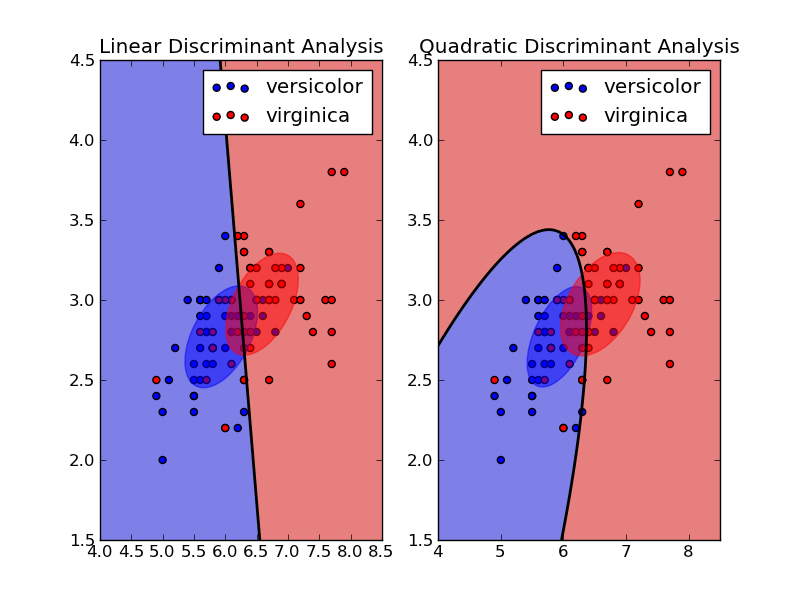 Linear Discriminant Analysis
4.5
4.0
3.5
3.0
2.5
2.0
1.5
4.0 4.5 5.0 5.5 6.0 6.5 7.0 7.5 8.0 8.5
versicolor
virginica
Quadratic Discriminant Analysis
4.5
4.0
3.5
3.0
2.5
2.0
1.5
4 5 6 7 8
versicolor
virginica